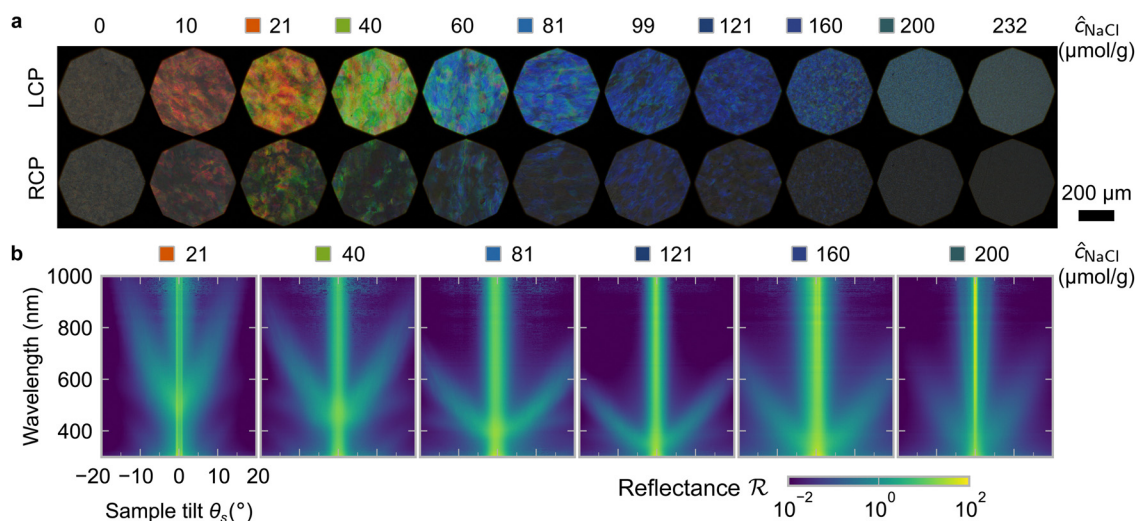 a 0 10 21 40 60 81 99 121 160 200 232 ĉNaCl
(μmol/g)
LCP
RCP
200 μm
b 21 40 81 121 160 200 ĉNaCl
(μmol/g)
Wavelength (nm)
1000
800
600
400
−20 −10 0 10 20
Sample tilt θs(°)
Reflectance ℛ
10−2 100 102